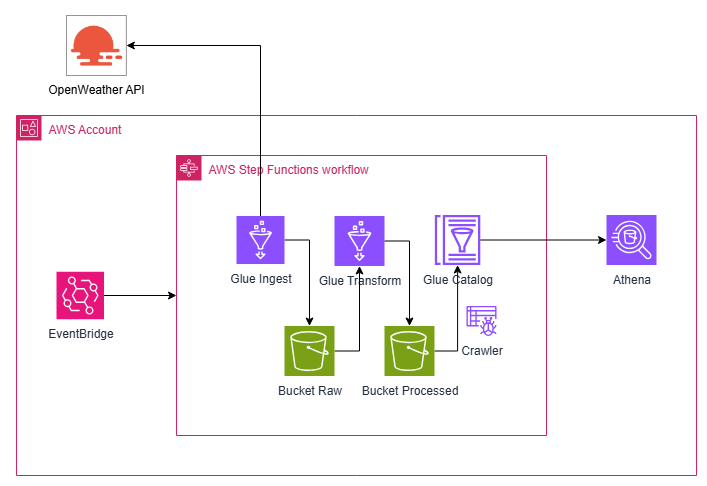 OpenWeather API
AWS Account
AWS Step Functions workflow
Glue Ingest
Glue Transform
Glue Catalog
Athena
EventBridge
Crawler
Bucket Raw
Bucket Processed